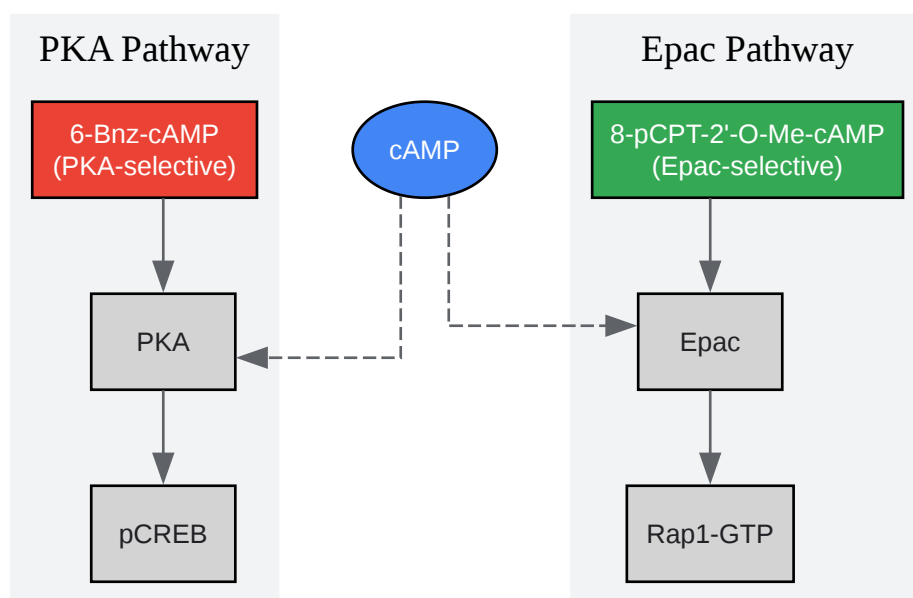 PKA Pathway
Epac Pathway
6-Bnz-cAMP
(PKA-selective)
cAMP
8-pCPT-2'-O-Me-cAMP
(Epac-selective)
PKA
Epac
pCREB
Rap1-GTP